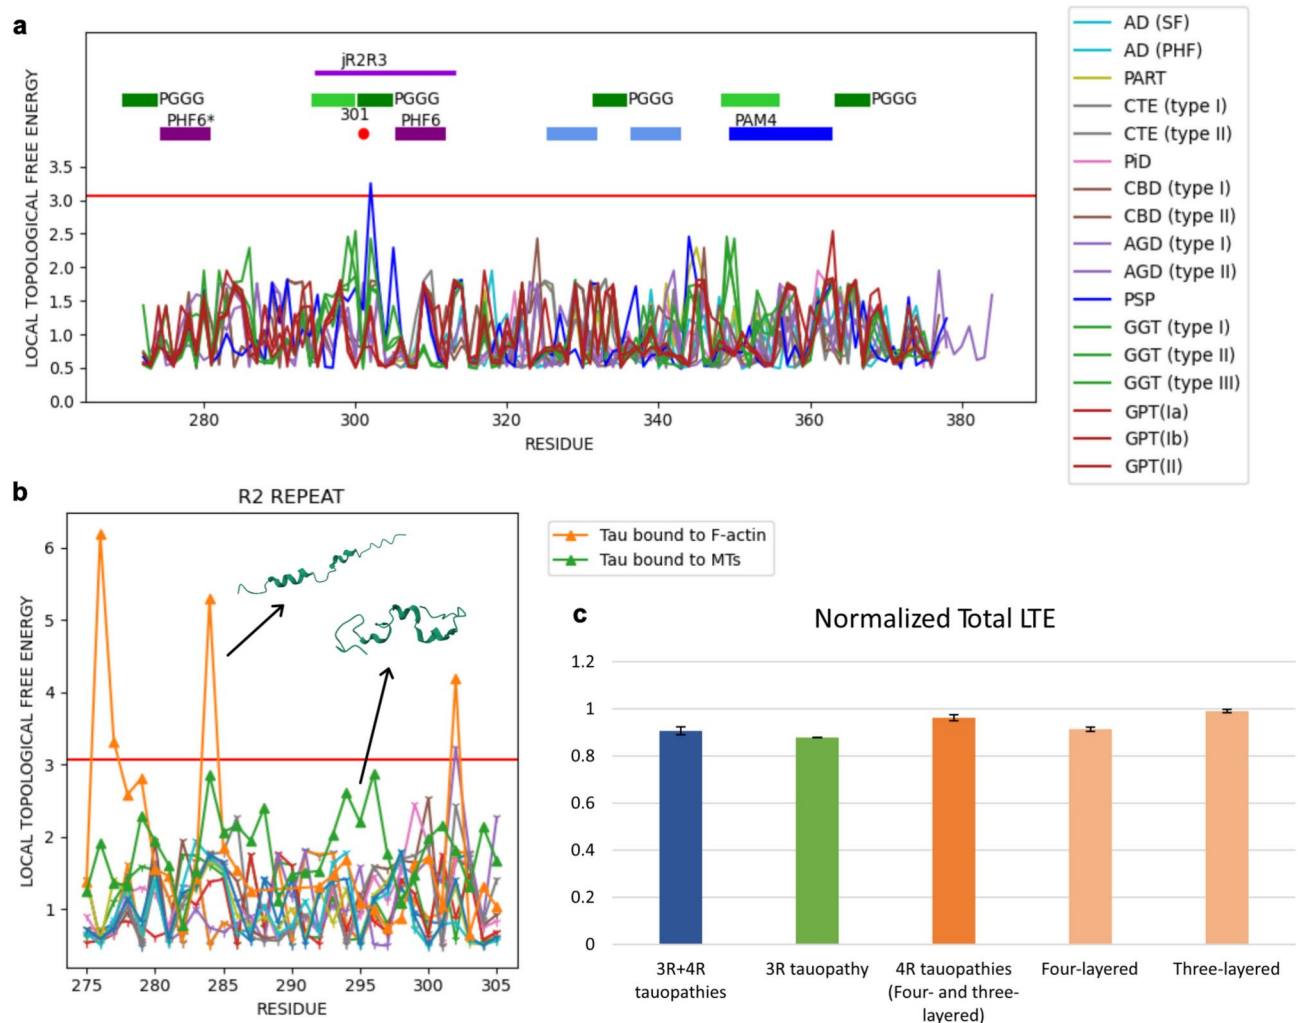 a
LOCAL TOPOLOGICAL FREE ENERGY
jR2R3
PGGG PGGG PGGG PGGG
301
PHF6* PHF6 PAM4
3.5
3.0
2.5
2.0
1.5
1.0
0.5
0.0
280 300 320 340 360 380
RESIDUE
AD (SF)
AD (PHF)
PART
CTE (type I)
CTE (type II)
PiD
CBD (type I)
CBD (type II)
AGD (type I)
AGD (type II)
PSP
GGT (type I)
GGT (type II)
GGT (type III)
GPT(Ia)
GPT(Ib)
GPT(II)
b
R2 REPEAT
LOCAL TOPOLOGICAL FREE ENERGY
6
5
4
3
2
1
275 280 285 290 295 300 305
RESIDUE
Tau bound to F-actin
Tau bound to MTs
c
Normalized Total LTE
1.2
1
0.8
0.6
0.4
0.2
0
3R+4R
tauopathies
3R tauopathy
4R tauopathies
(Four- and three-
layered)
Four-layered
Three-layered